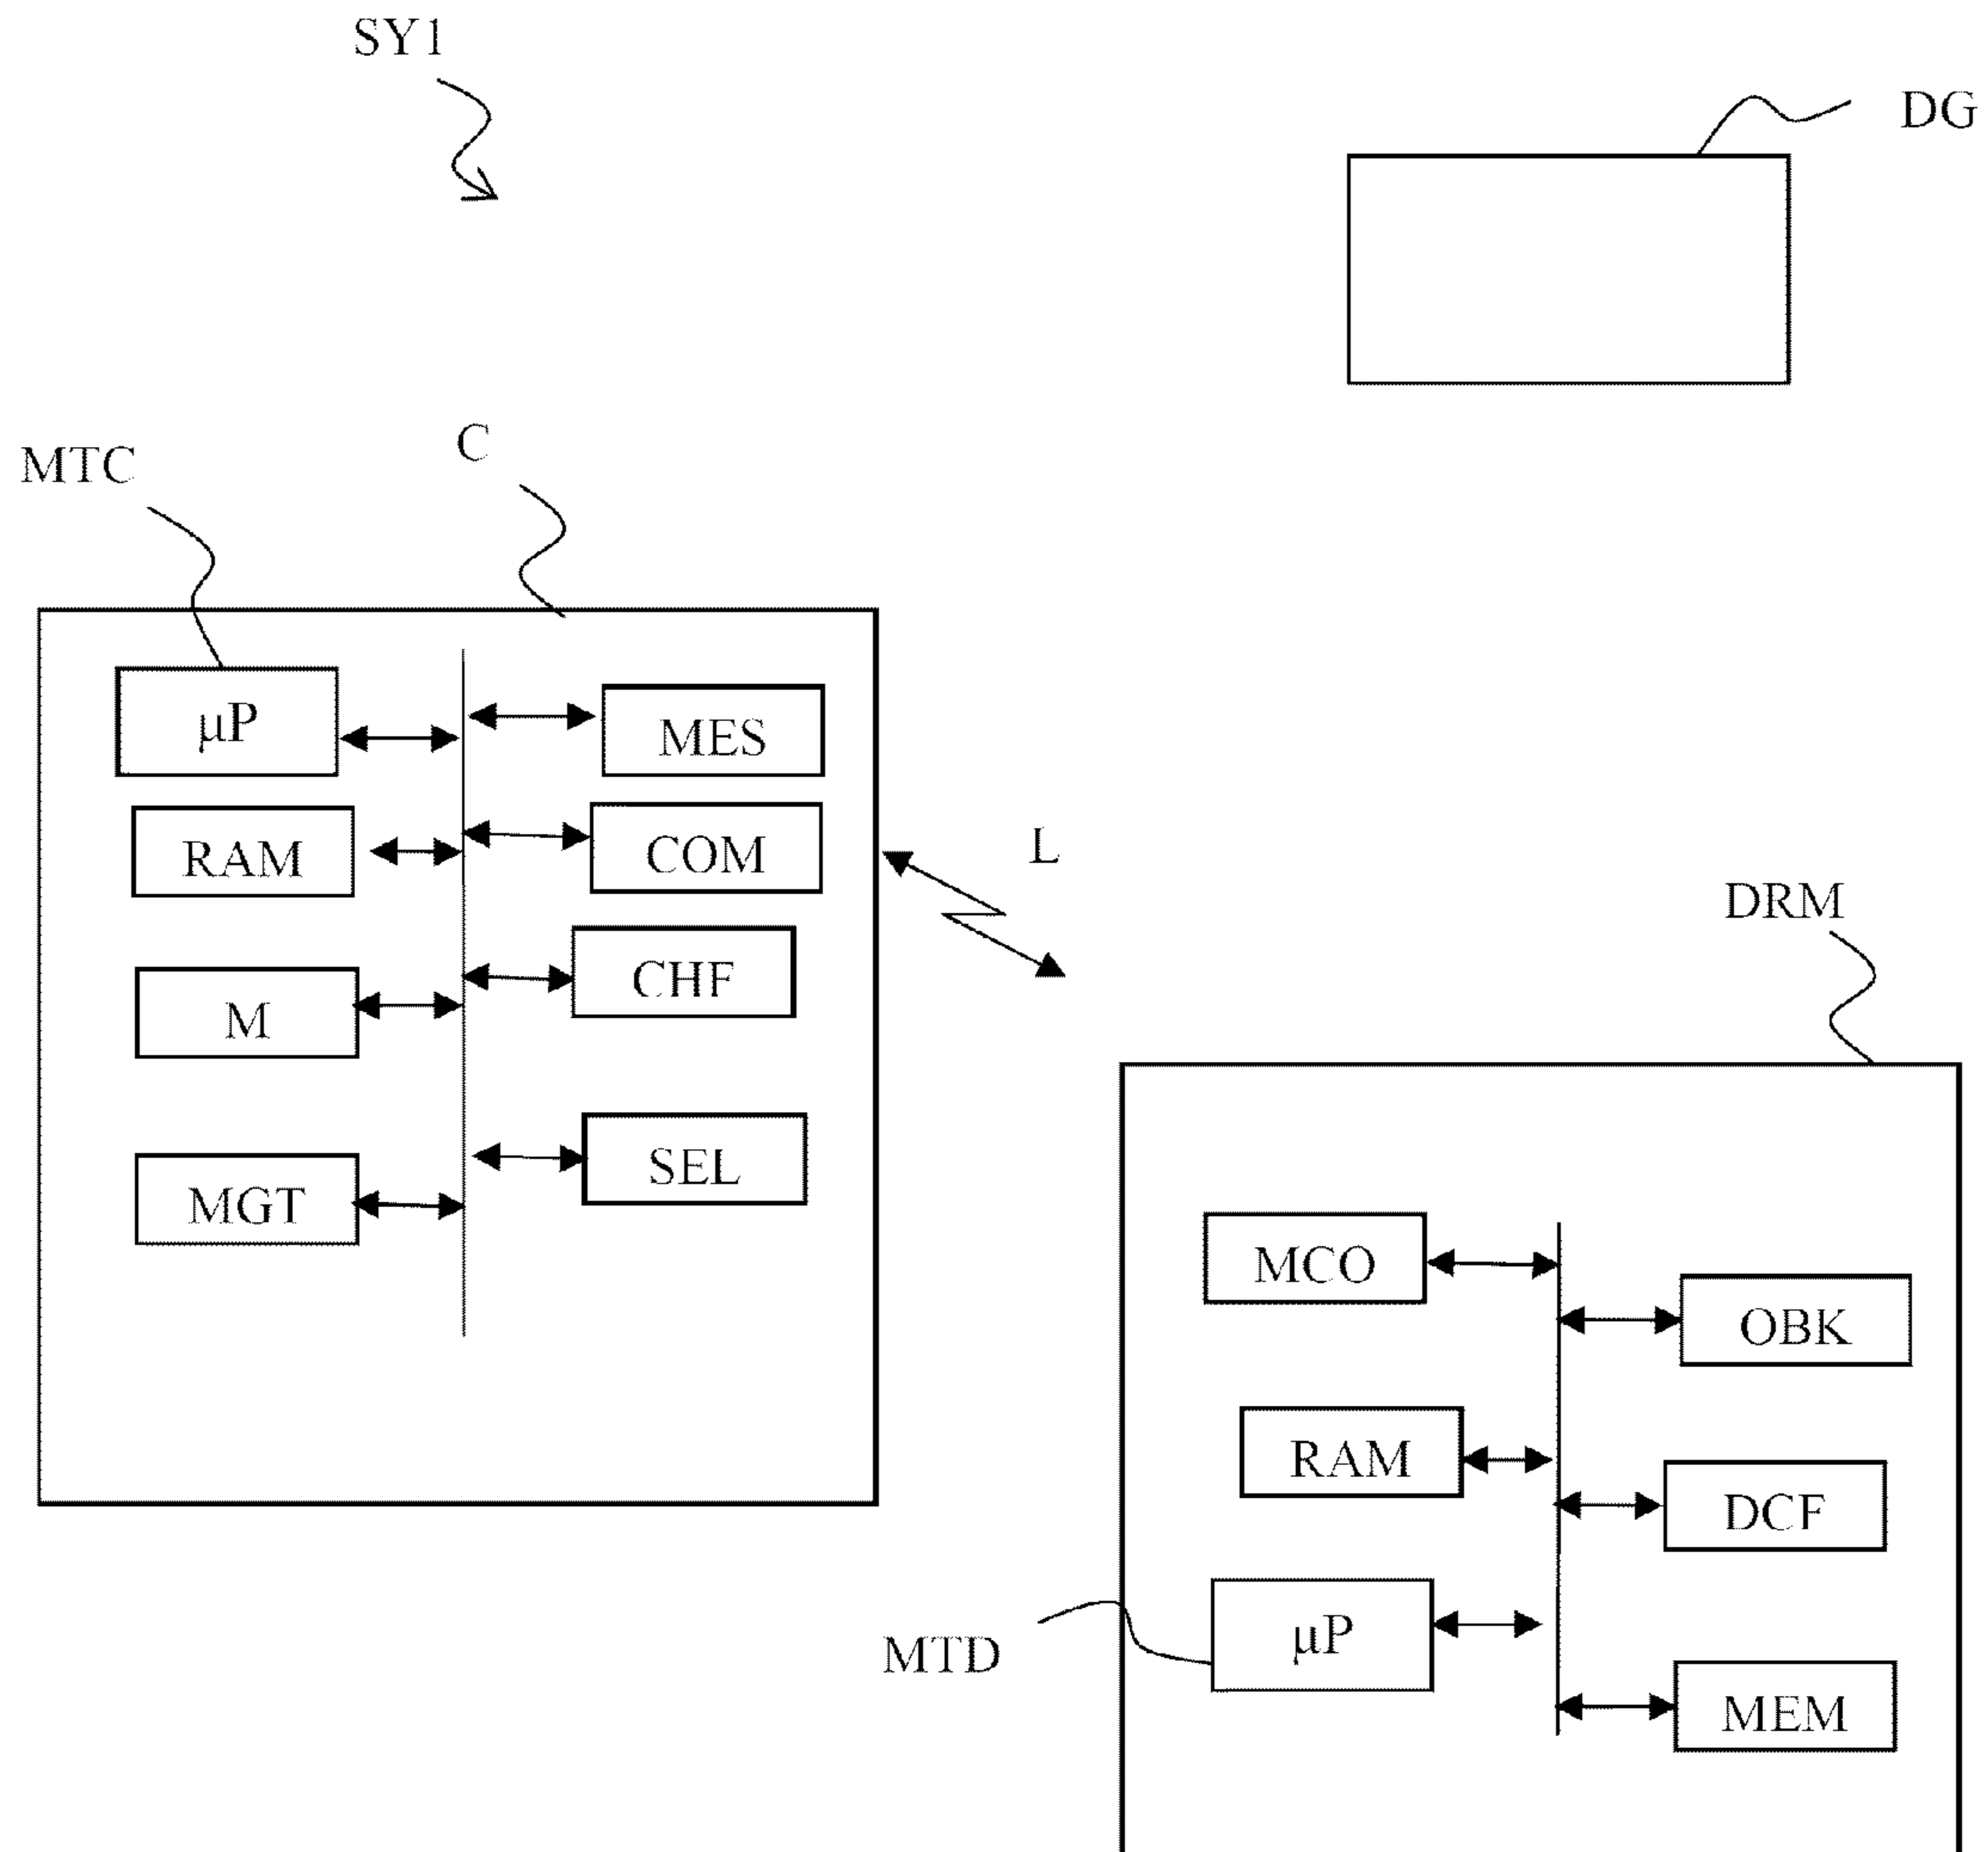 SY1
DG
MTC
C
μP
MES
RAM
COM
L
CHF
DRM
M
SEL
MGT
MCO
OBK
RAM
DCF
μP
MTD
MEM